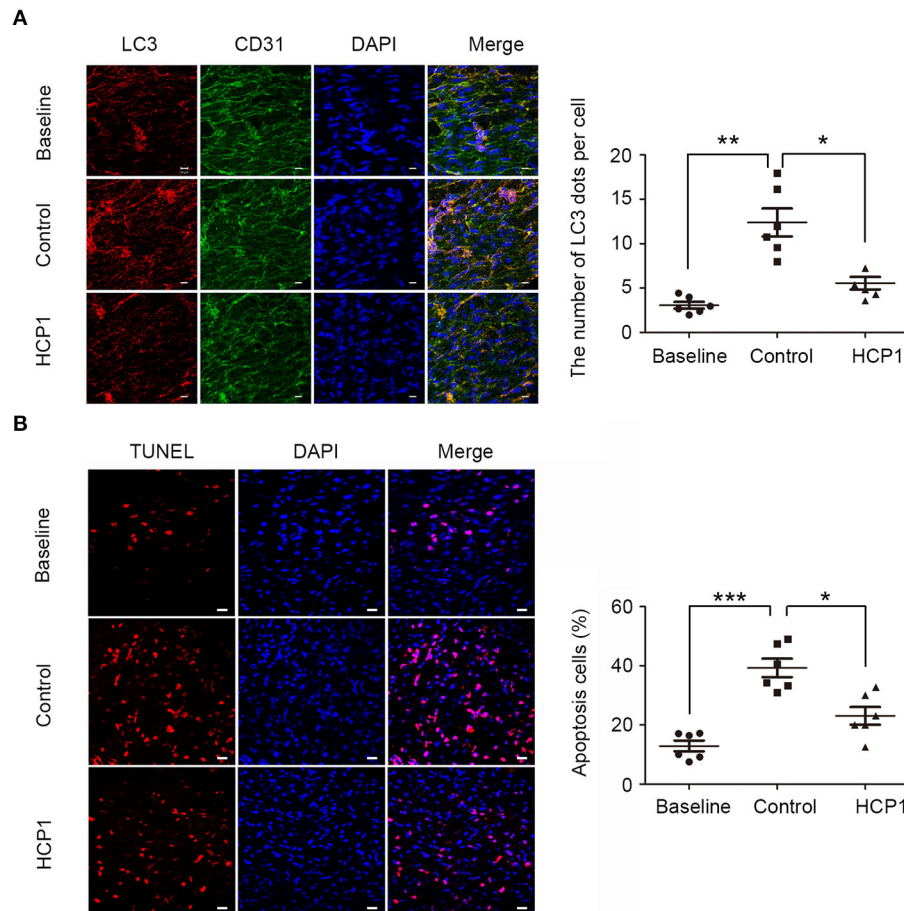 A
LC3 CD31 DAPI Merge
Baseline
Control
HCP1
The number of LC3 dots per cell
** *
20
15
10
5
0
Baseline Control HCP1
B
TUNEL DAPI Merge
Baseline
Control
HCP1
Apoptosis cells (%)
*** *
60
40
20
0
Baseline Control HCP1